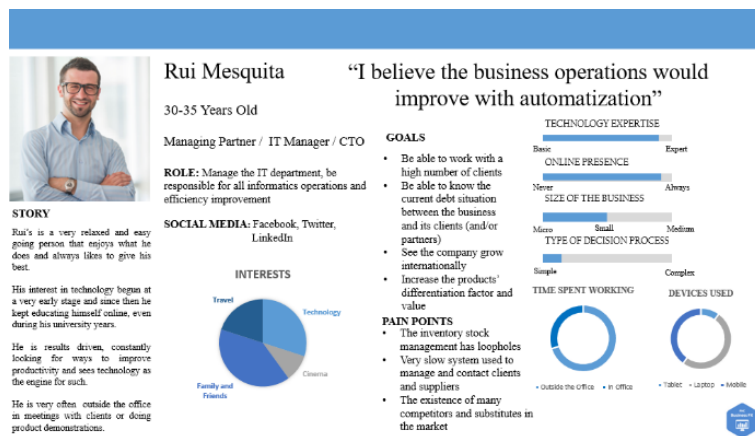 Rui Mesquita
30-35 Years Old
Managing Partner / IT Manager / CTO
ROLE: Manage the IT department, be
responsible for all informatics operations and
efficiency improvement
SOCIAL MEDIA: Facebook, Twitter,
LinkedIn
“I believe the business operations would
improve with automatization”
STORY
Rui’s is a very relaxed and easy
going person that enjoys what he
does and always likes to give his
best.
His interest in technology begun at
a very early stage and since then he
kept educating himself online, even
during his university years.
He is results driven, constantly
looking for ways to improve
productivity and sees technology as
the engine for such.
He is very often outside the office
in meetings with clients or doing
product demonstrations.
INTERESTS
Travel
Technology
Cinema
Family and
Friends
GOALS
• Be able to work with a
high number of clients
• Be able to know the
current debt situation
between the business
and its clients (and/or
partners)
• See the company grow
internationally
• Increase the products’
differentiation factor and
value
PAIN POINTS
• The inventory stock
management has loopholes
• Very slow system used to
manage and contact clients
and suppliers
• The existence of many
competitors and substitutes in
the market
TECHNOLOGY EXPERTISE
Basic Expert
ONLINE PRESENCE
Never Always
SIZE OF THE BUSINESS
Micro Small Medium
TYPE OF DECISION PROCESS
Simple Complex
TIME SPENT WORKING
• Outside the Office • In Office
DEVICES USED
• Tablet • Laptop • Mobile